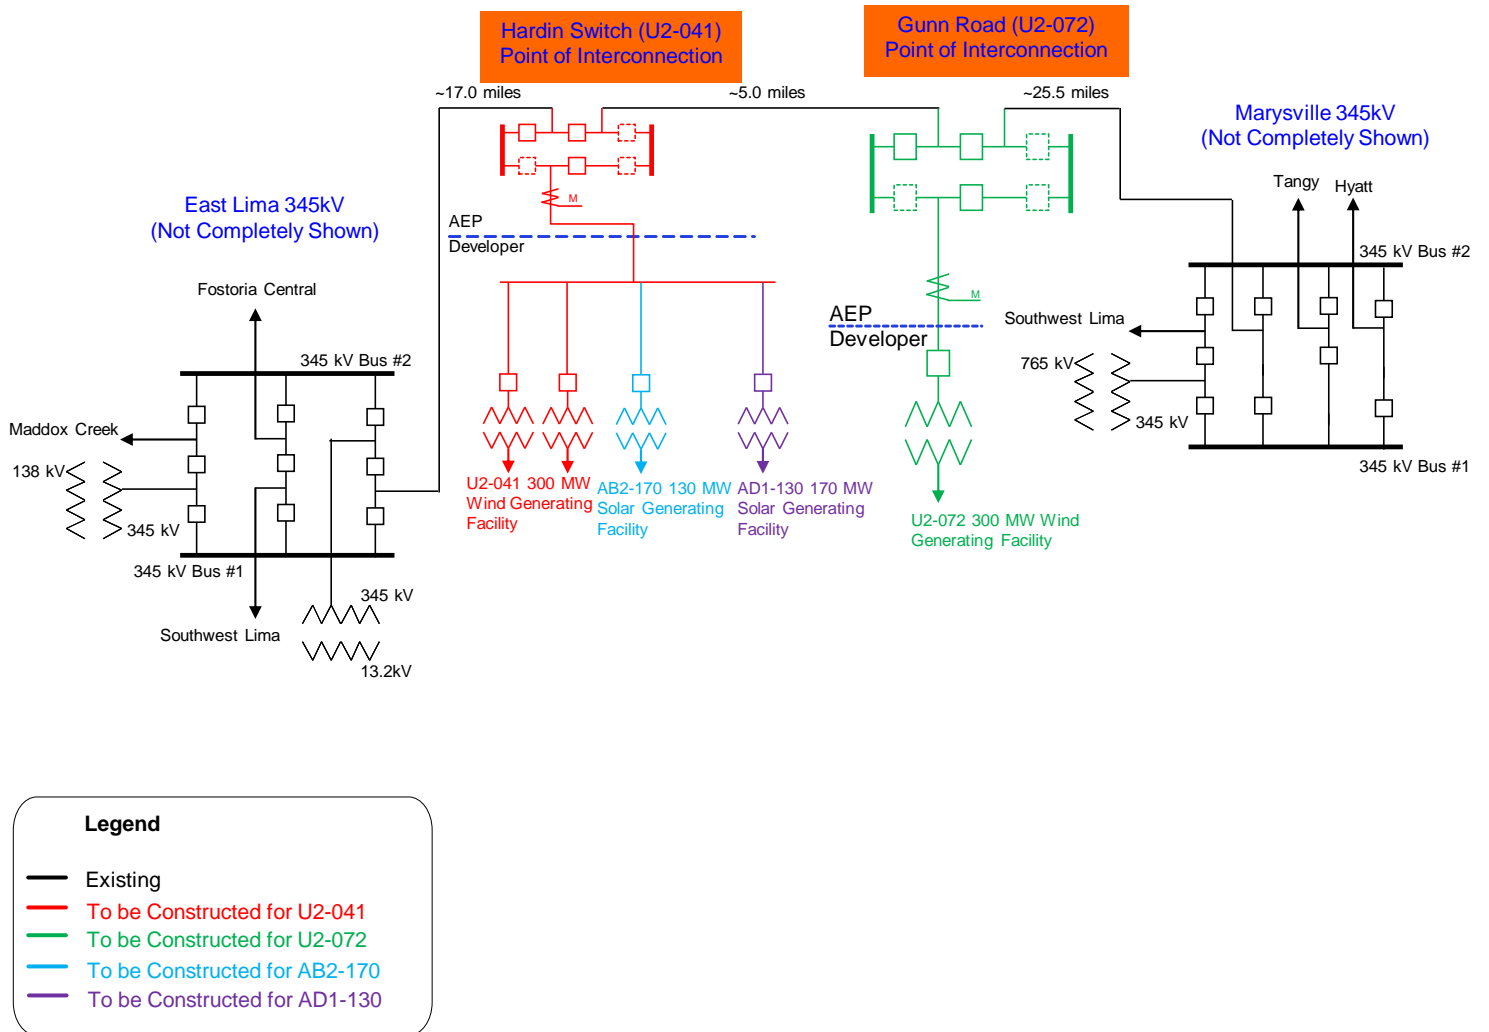 Hardin Switch (U2-041)
Point of Interconnection
Gunn Road (U2-072)
Point of Interconnection
~17.0 miles
~5.0 miles
~25.5 miles
Marysville 345kV
(Not Completely Shown)
Tangy
Hyatt
East Lima 345kV
(Not Completely Shown)
M
AEP
Developer
345 kV Bus #2
Fostoria Central
M
AEP
Developer
Southwest Lima
765 kV
345 kV
345 kV Bus #1
345 kV Bus #2
Maddox Creek
138 kV
345 kV
345 kV Bus #1
U2-041 300 MW
Wind Generating
Facility
AB2-170 130 MW
Solar Generating
Facility
AD1-130 170 MW
Solar Generating
Facility
U2-072 300 MW Wind
Generating Facility
345 kV
Southwest Lima
13.2kV
Legend
Existing
To be Constructed for U2-041
To be Constructed for U2-072
To be Constructed for AB2-170
To be Constructed for AD1-130